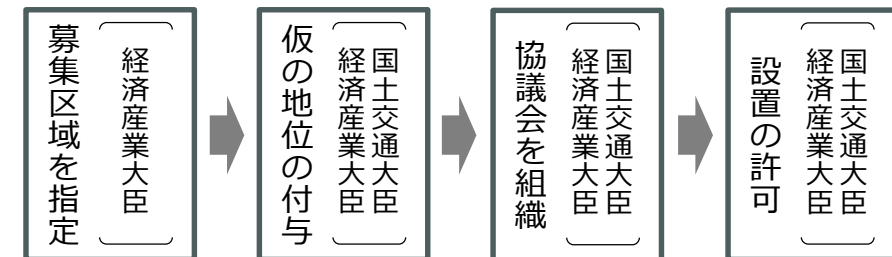 募集区域を指定
経済産業大臣
仮の地位の付与
国土交通大臣
経済産業大臣
協議会を組織
国土交通大臣
経済産業大臣
設置の許可
国土交通大臣
経済産業大臣